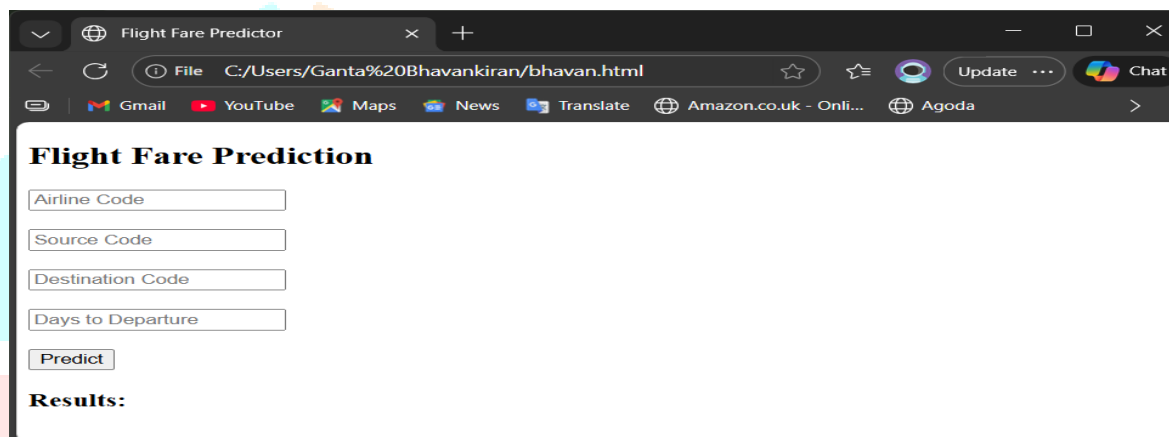 Flight Fare Predictor
File C:/Users/Ganta%20Bhavankiran/bhavan.html Update Chat
Gmail YouTube Maps News Translate Amazon.co.uk - Onli... Agoda
Flight Fare Prediction
Airline Code
Source Code
Destination Code
Days to Departure
Predict
Results: